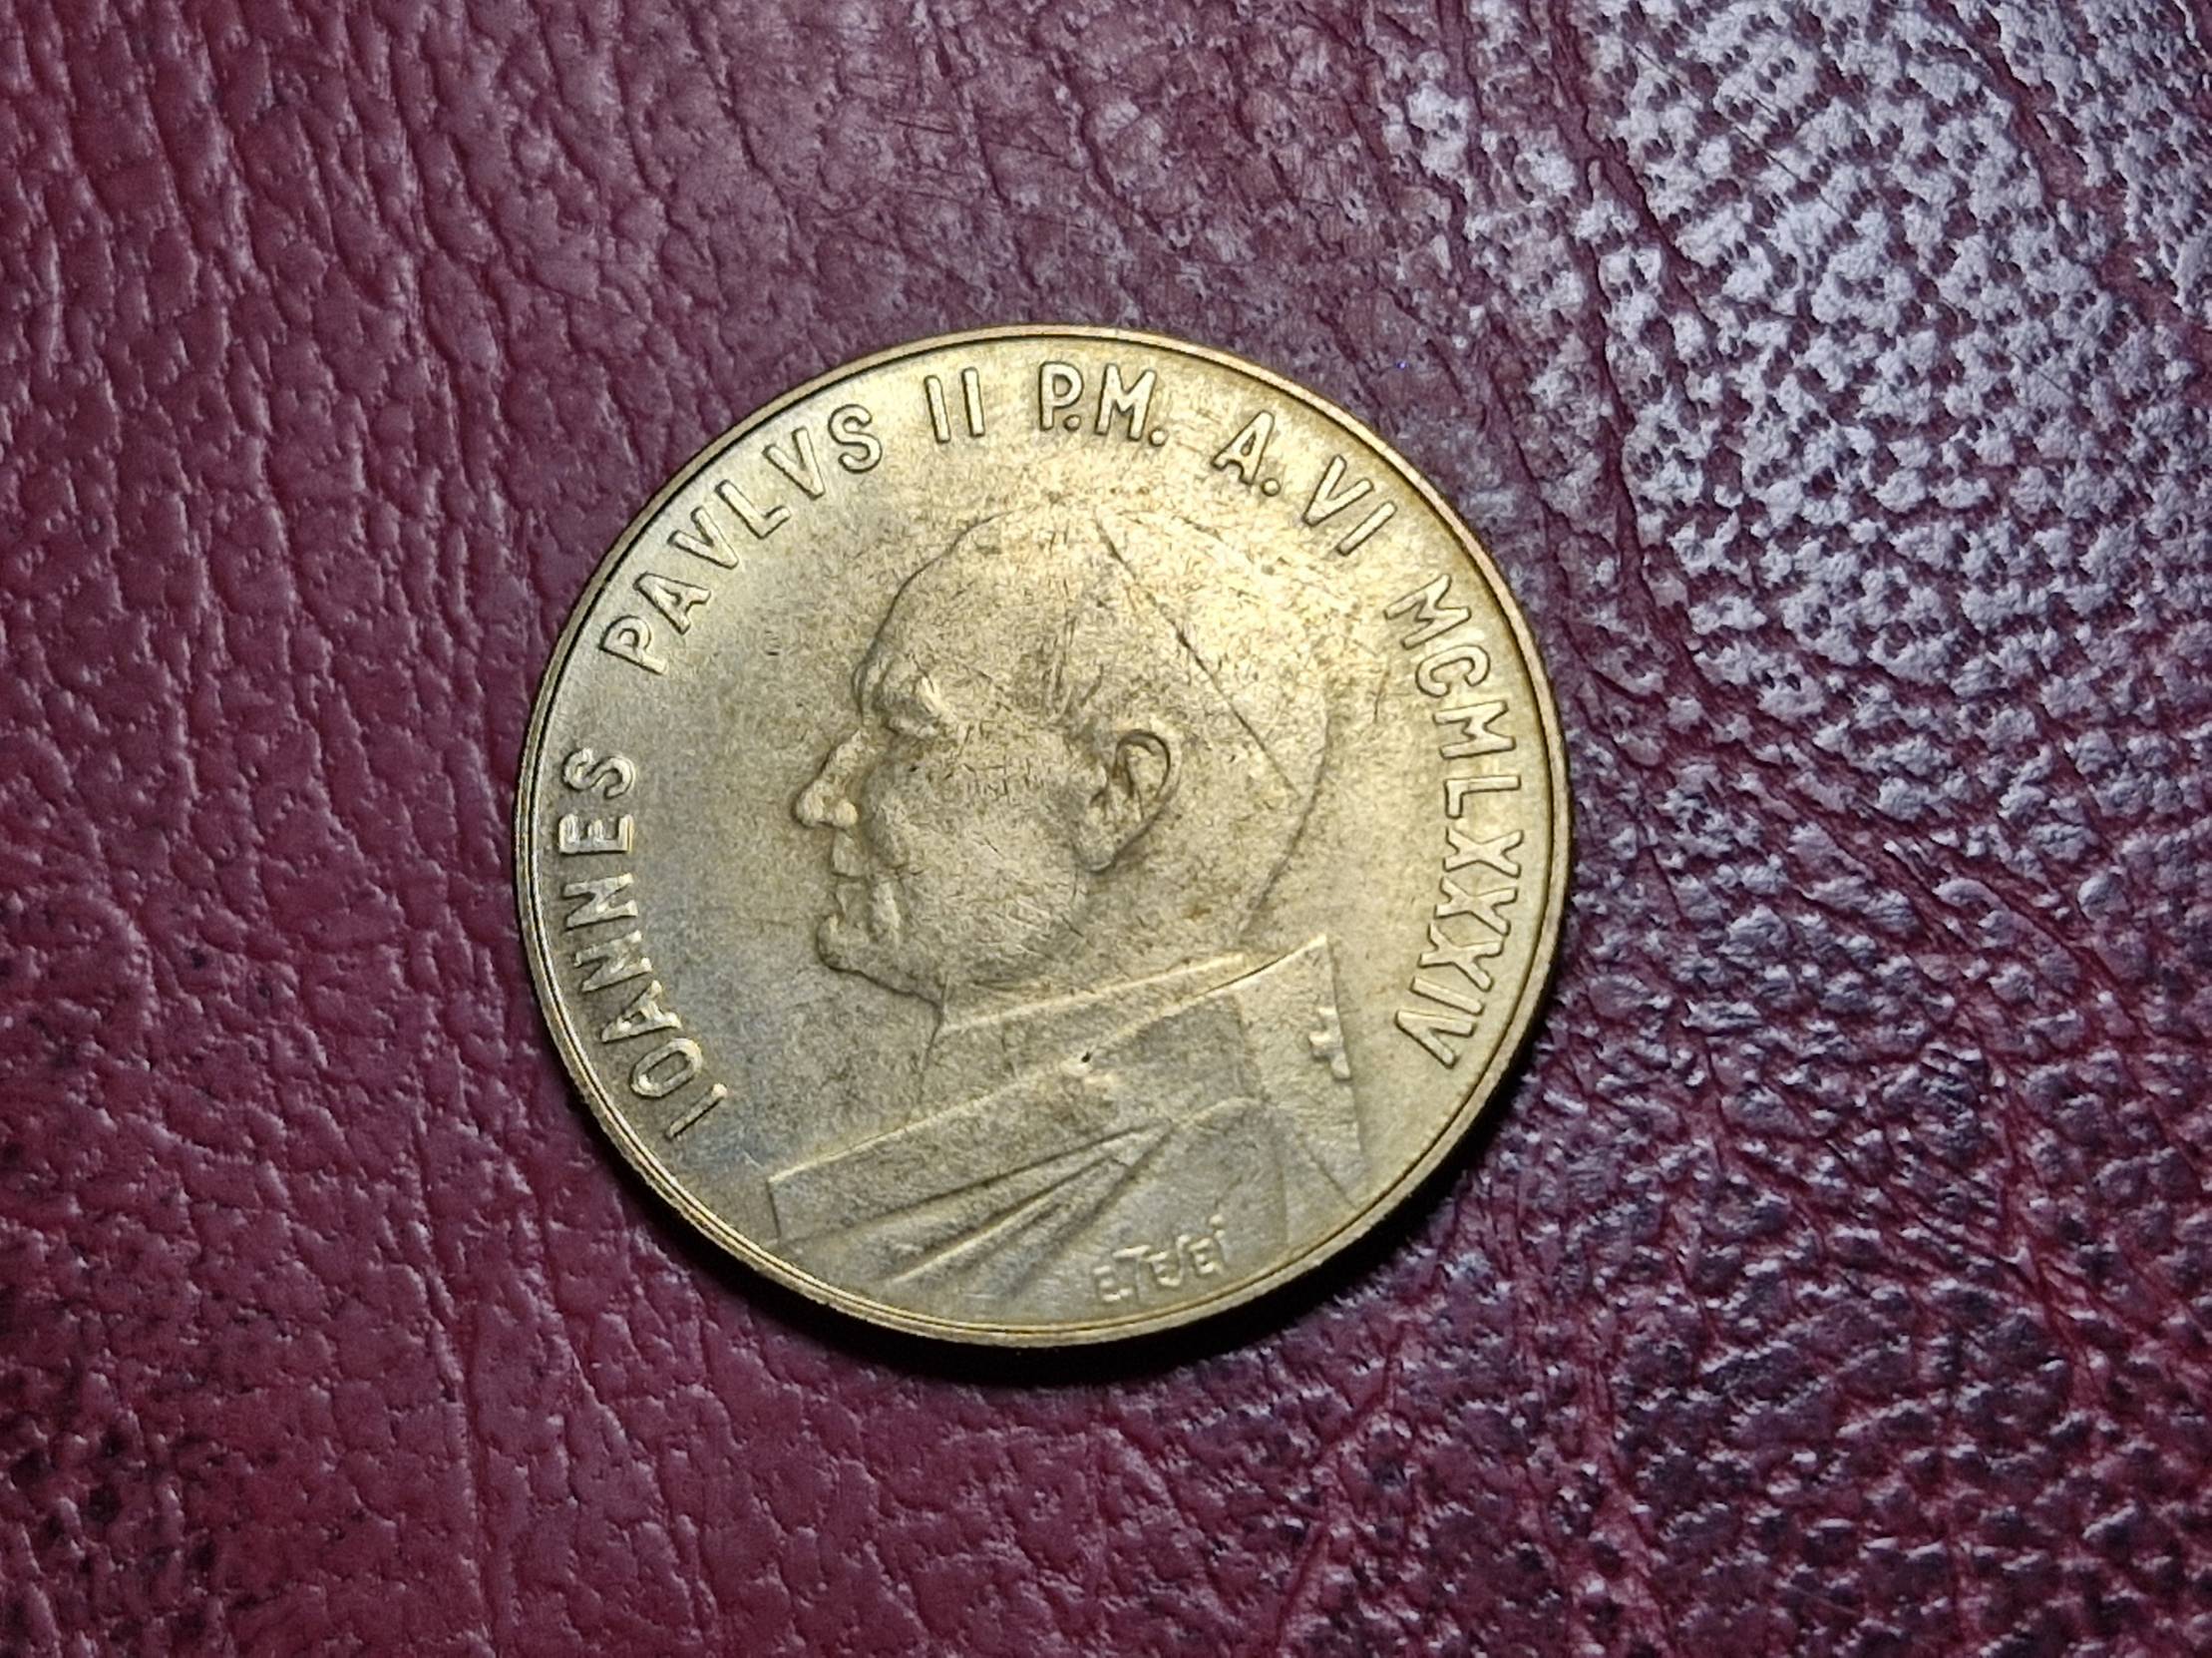 IOANNES PAVLVS II P.M. A. VI MCMLXXXIV
E.TESEI